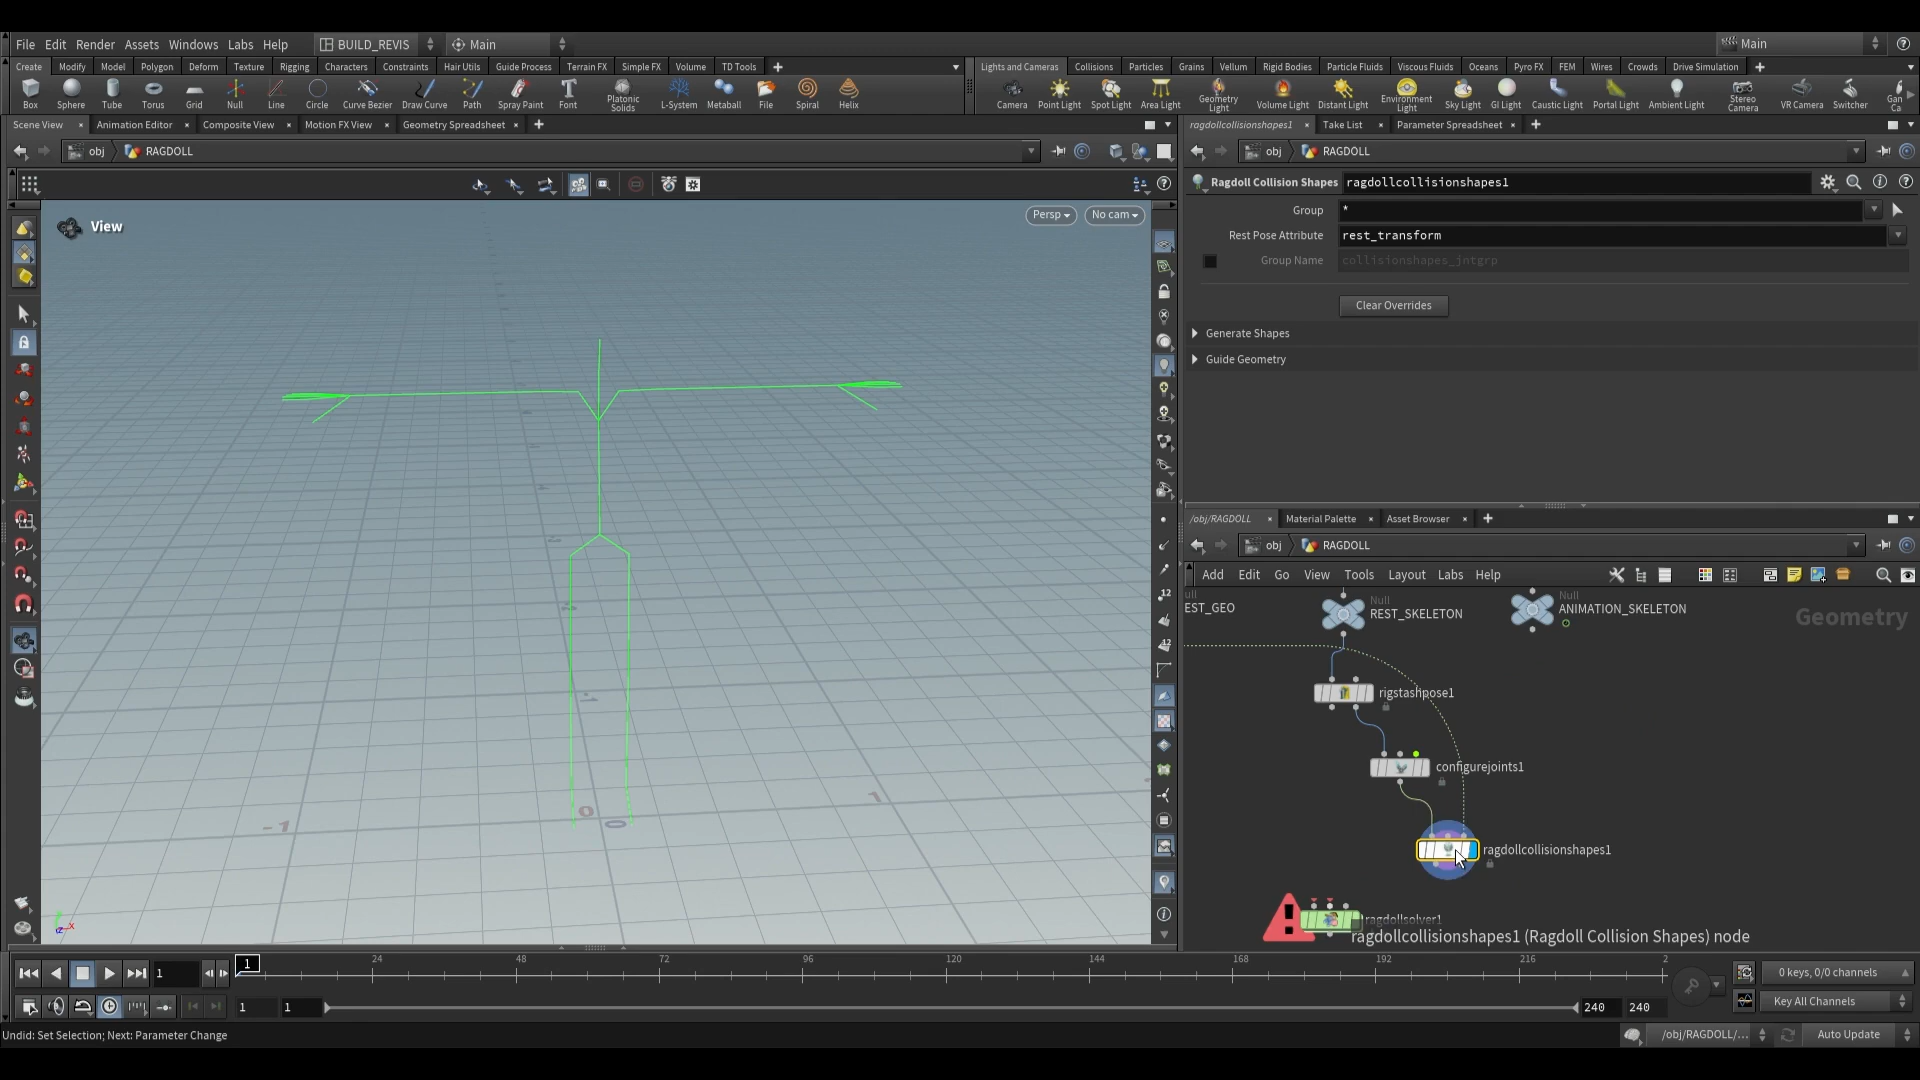 File Edit Render Assets Windows Labs Help BUILD_REVIS Main Main
Create Modify Model Polygon Deform Texture Rigging Characters Constraints Hair Utils Guide Process Terrain FX Simple FX Volume TD Tools
Lights and Cameras Collisions Particles Grains Vellum Rigid Bodies Particle Fluids Viscous Fluids Oceans Pyro FX FEM Wires Crowds Drive Simulation
Box Sphere Tube Torus Grid Null Line Circle Curve Bezier Draw Curve Path Spray Paint Font Platonic Solids L-System Metaball File Spiral Helix
Camera Point Light Spot Light Area Light Geometry Light Volume Light Distant Light Environment Light Sky Light GI Light Caustic Light Portal Light Ambient Light Stereo Camera VR Camera Switcher Gan Ca
Scene View Animation Editor Composite View Motion FX View Geometry Spreadsheet
ragdollcollisionshapes1 Take List Parameter Spreadsheet
obj RAGDOLL
obj RAGDOLL
Ragdoll Collision Shapes ragdollcollisionshapes1
Group *
Rest Pose Attribute rest_transform
Group Name collisionshapes_jntgrp
Clear Overrides
Generate Shapes
Guide Geometry
View
Persp No cam
-1 0 0 1
/obj/RAGDOLL Material Palette Asset Browser
obj RAGDOLL
Add Edit Go View Tools Layout Labs Help
EST_GEO
Null
REST_SKELETON
Null
ANIMATION_SKELETON
Geometry
rigstashpose1
configurejoints1
ragdollcollisionshapes1
ragdollsolver1
ragdollcollisionshapes1 (Ragdoll Collision Shapes) node
1 1 24 48 72 96 120 144 168 192 216 2
0 keys, 0/0 channels
1 1 240 240
Key All Channels
Undid: Set Selection; Next: Parameter Change
/obj/RAGDOLL/... Auto Update